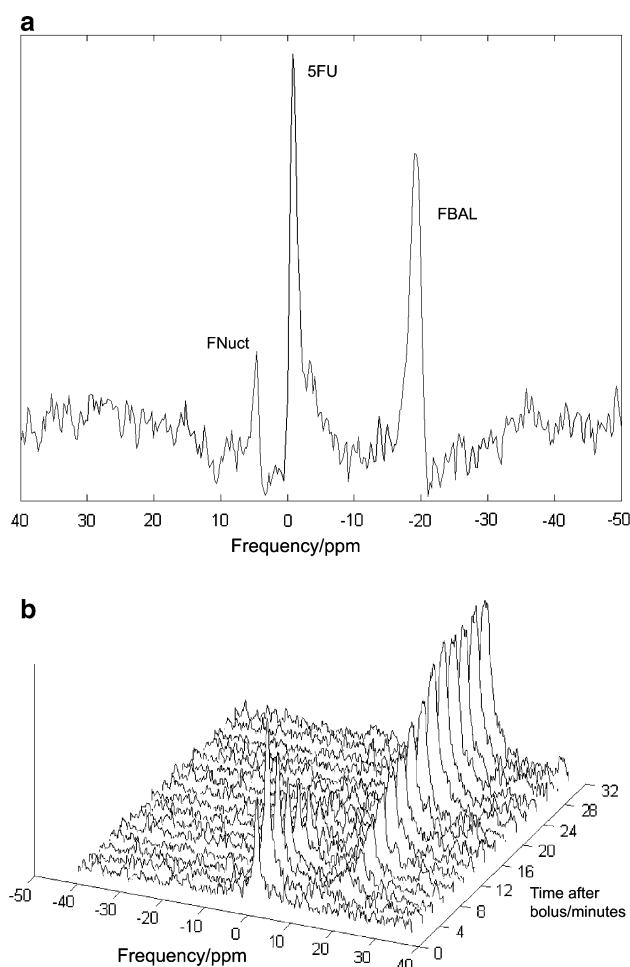 a
5FU
FBAL
FNuct
40 30 20 10 0 -10 -20 -30 -40 -50
Frequency/ppm
b
32
28
24
20
16
12
8
4
0
Time after
bolus/minutes
-50 -40 -30 -20 -10 0 10 20 30 40
Frequency/ppm